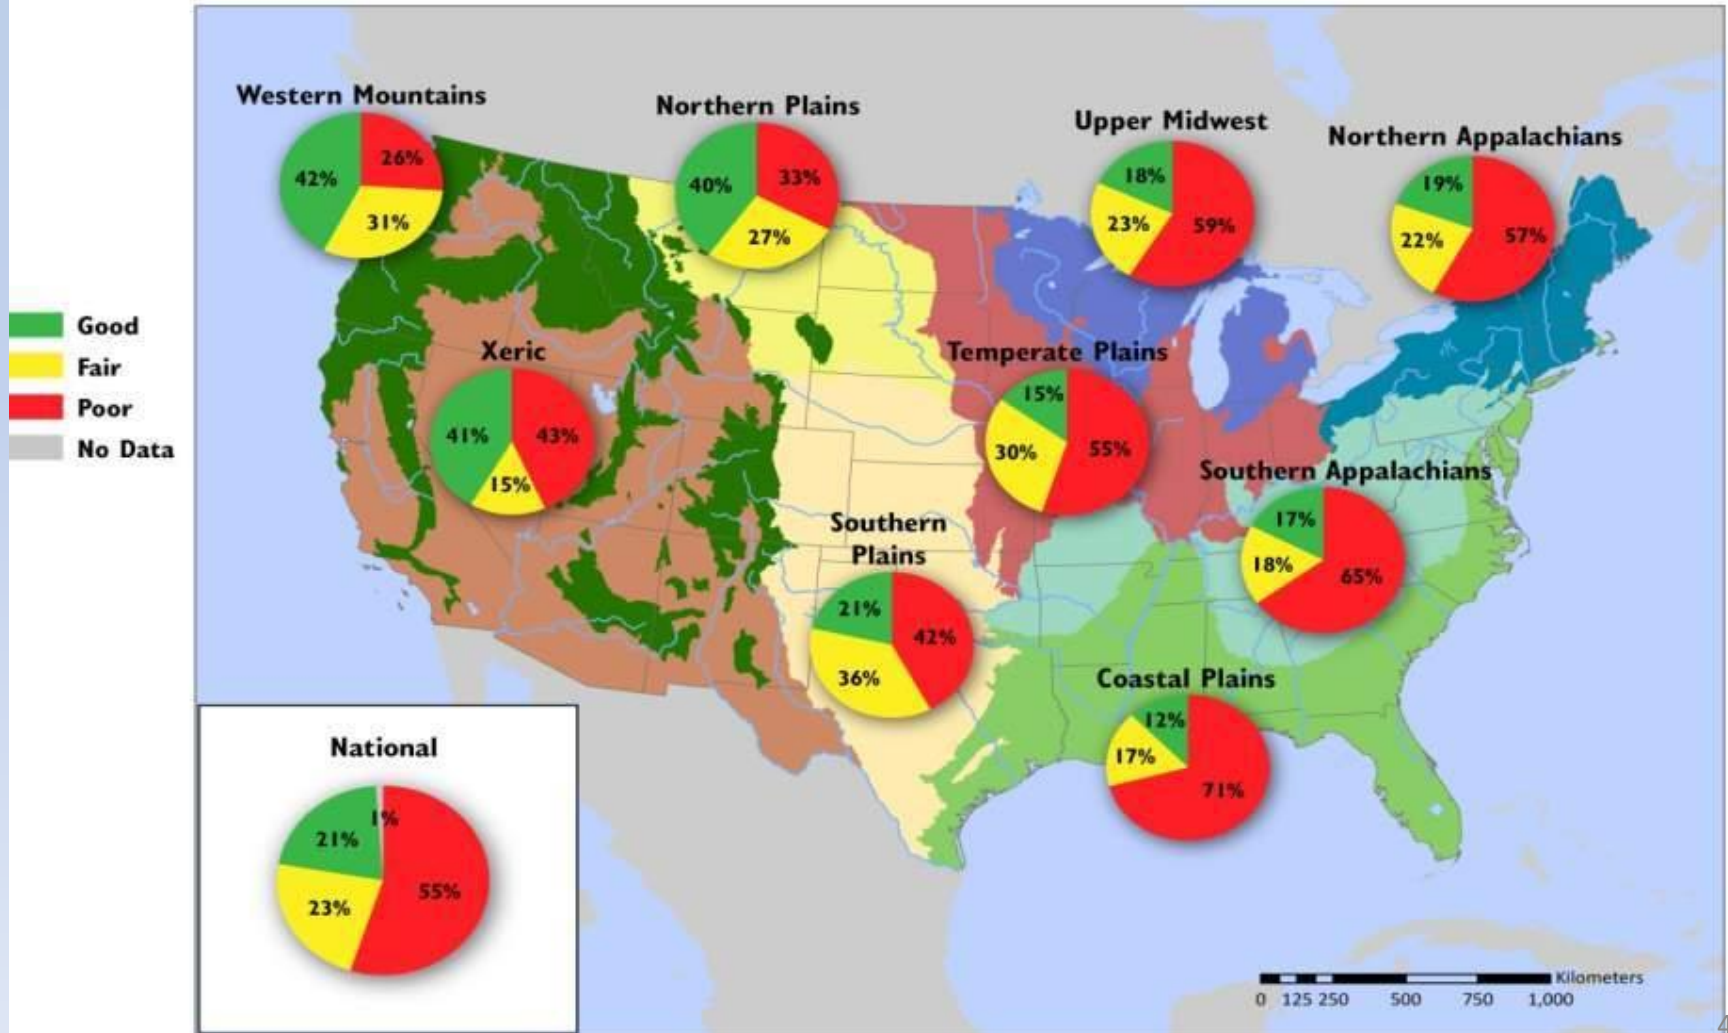 Western Mountains
42%
26%
31%
Northern Plains
40%
33%
27%
Upper Midwest
18%
23%
59%
Northern Appalachians
19%
22%
57%
Good
Fair
Poor
No Data
Xeric
41%
43%
15%
Temperate Plains
15%
30%
55%
Southern Appalachians
17%
18%
65%
Southern
Plains
21%
42%
36%
Coastal Plains
12%
17%
71%
National
1%
21%
55%
23%
Kilometers
0 125 250 500 750 1,000